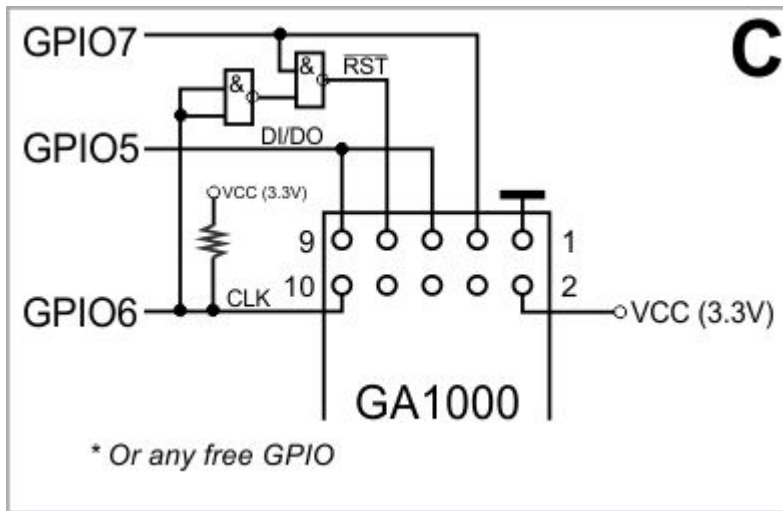 C
GPIO7
&
&
RST
GPIO5
DI/DO
VCC (3.3V)
9
1
10
2
GPIO6
CLK
VCC (3.3V)
GA1000
* Or any free GPIO